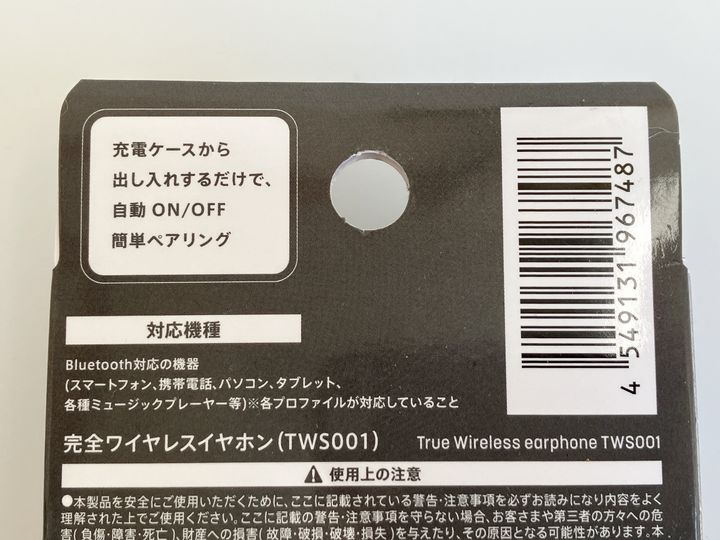 充電ケースから
出し入れするだけで、
自動 ON/OFF
簡単ペアリング
4 549131 967487
対応機種
Bluetooth対応の機器
(スマートフォン、携帯電話、パソコン、タブレット、
各種ミュージックプレーヤー等)※各プロファイルが対応していること
完全ワイヤレスイヤホン(TWS001) True Wireless earphone TWS001
使用上の注意
●本製品を安全にご使用いただくために、ここに記載されている警告・注意事項を必ずお読みになり内容をよく
理解された上でご使用ください。ここに記載の警告・注意事項を守らない場合、お客さまや第三者の方々への危
害(負傷・障害・死亡)、財産への損害(故障・破損・破壊・損失)を与えたり、その原因となる可能性があります。本